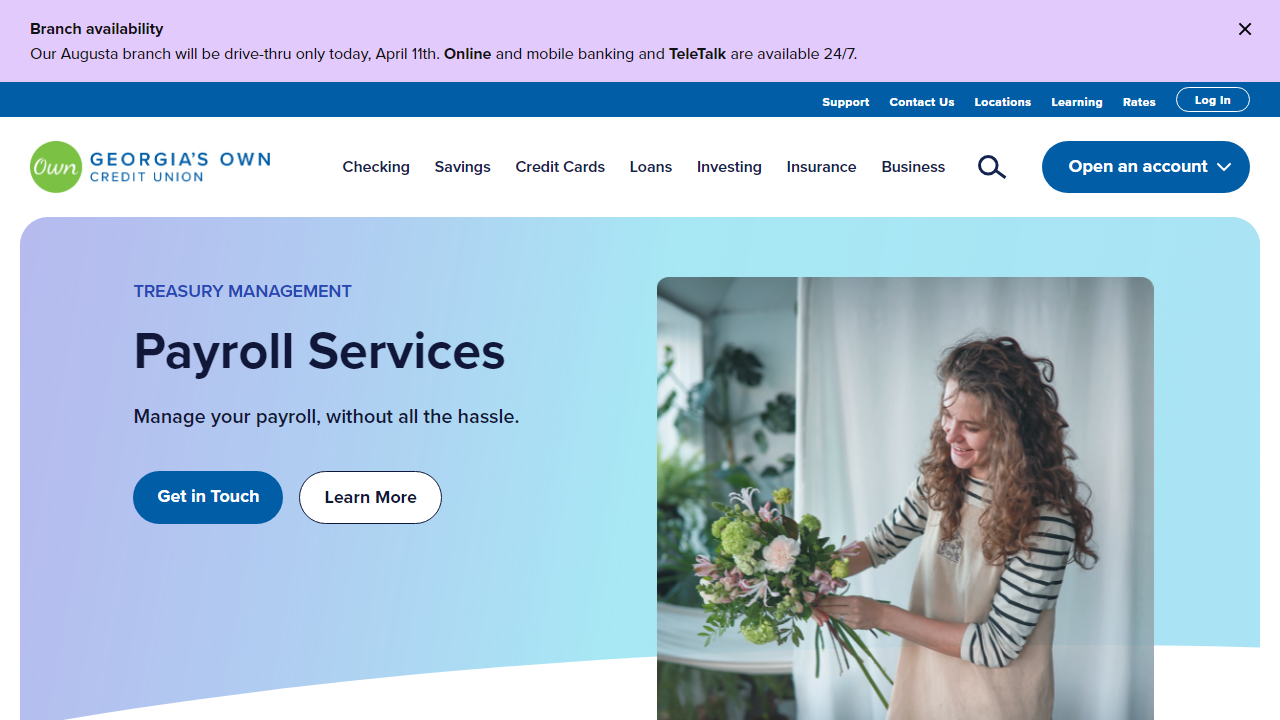 Branch availability
Our Augusta branch will be drive-thru only today, April 11th. Online and mobile banking and TeleTalk are available 24/7.
Support Contact Us Locations Learning Rates Log In
Own GEORGIA'S OWN
CREDIT UNION
Checking Savings Credit Cards Loans Investing Insurance Business Open an account
TREASURY MANAGEMENT
Payroll Services
Manage your payroll, without all the hassle.
Get in Touch Learn More